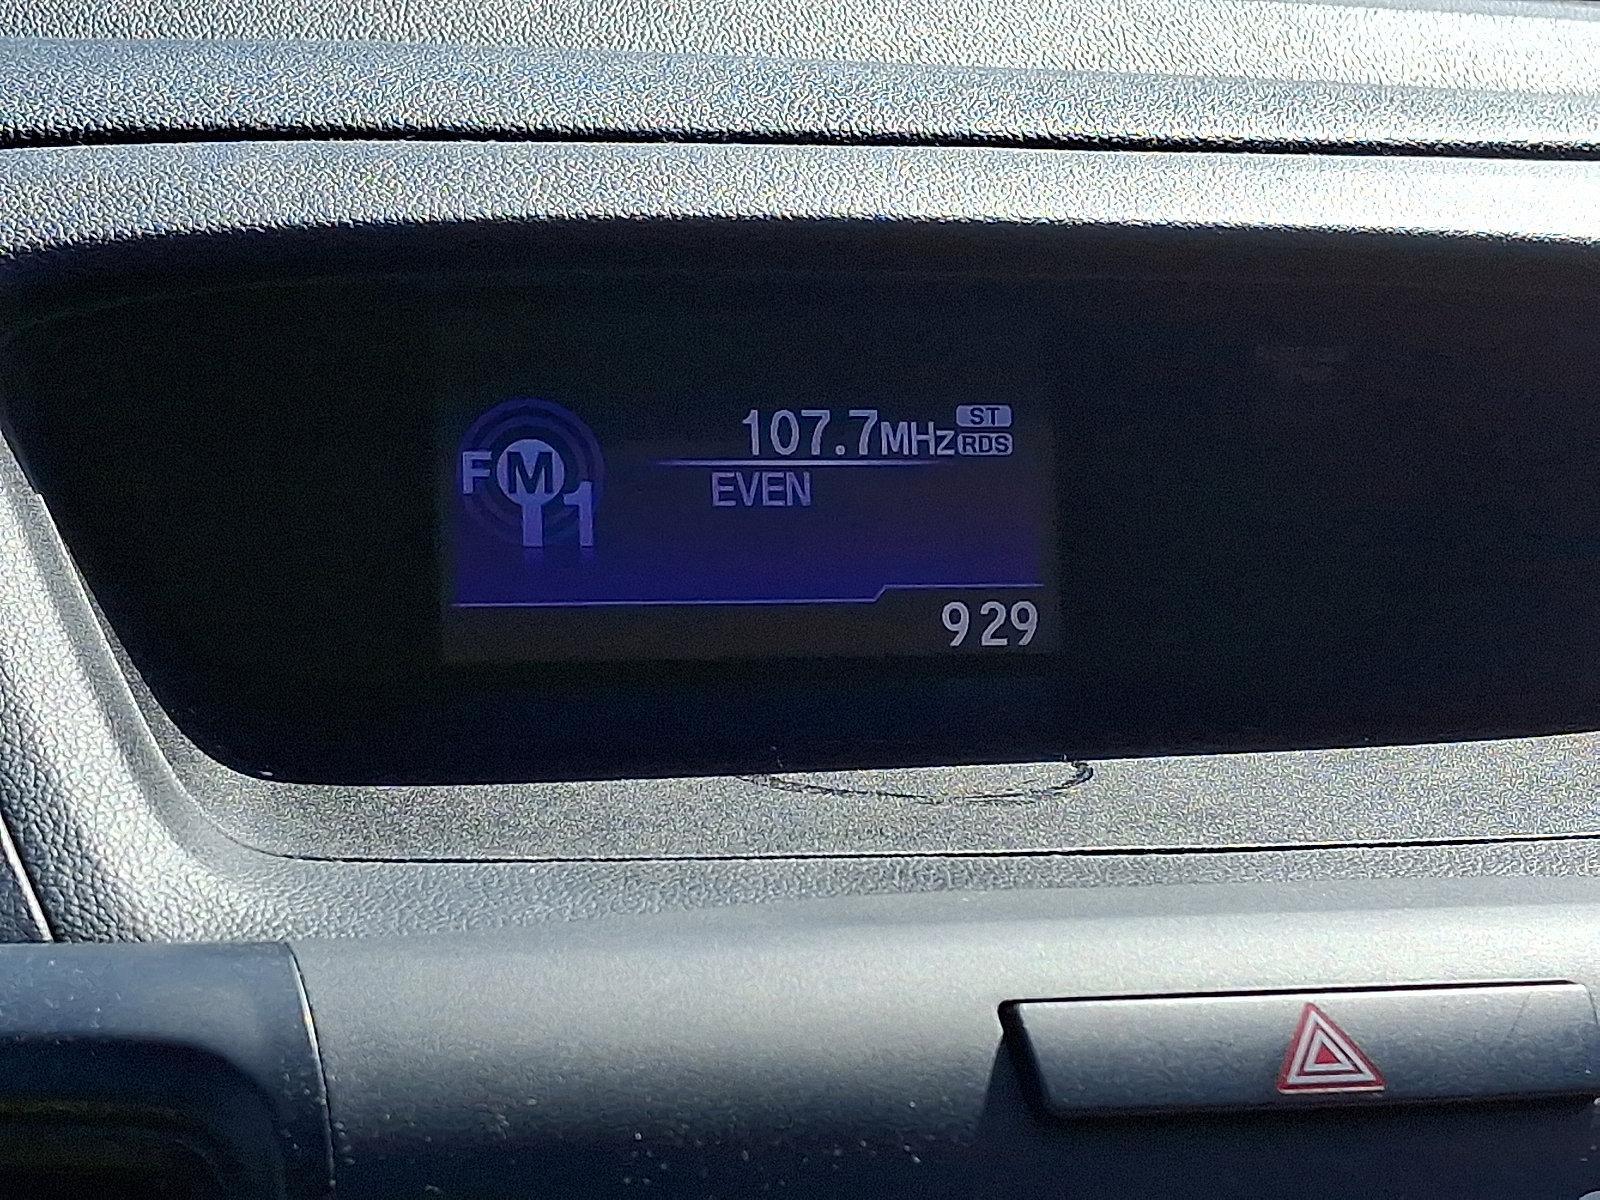 FM1
107.7MHz
ST
RDS
EVEN
929